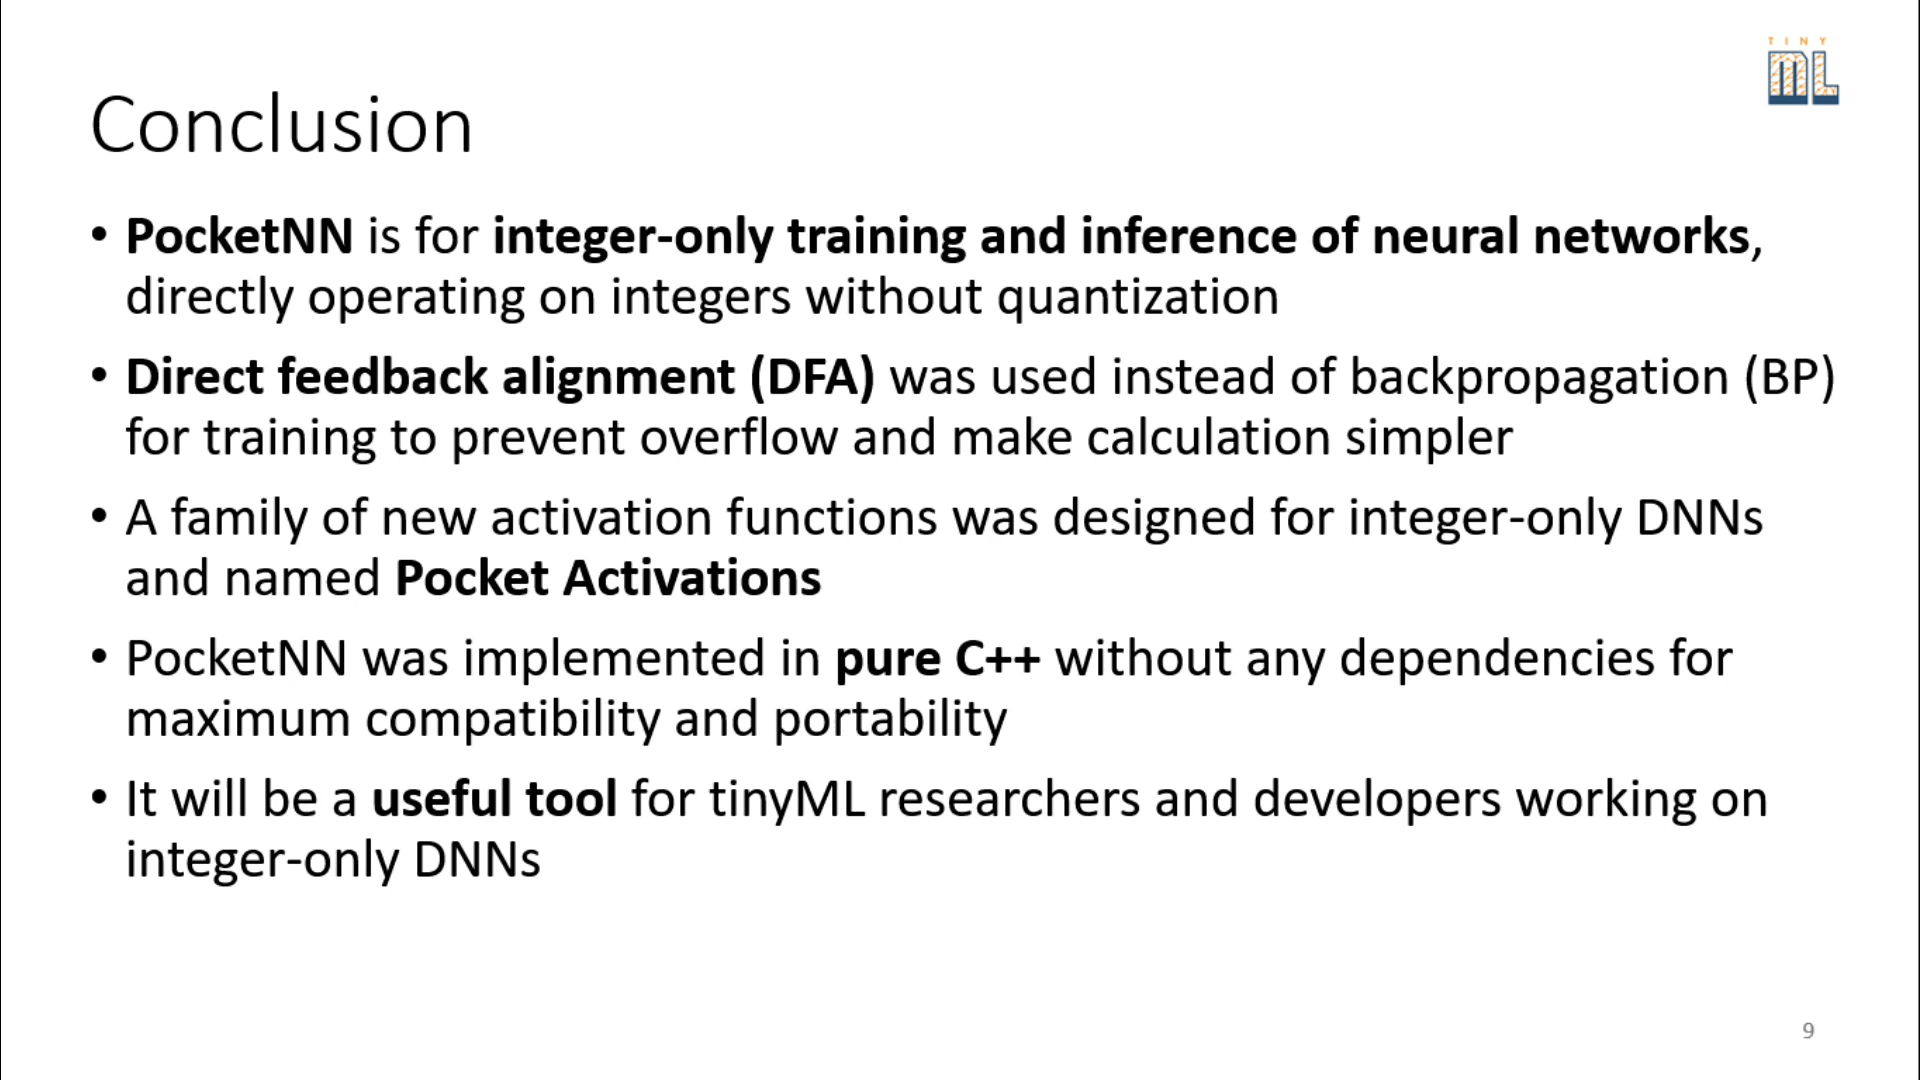 TINY
ML
Conclusion
• PocketNN is for integer-only training and inference of neural networks,
directly operating on integers without quantization
• Direct feedback alignment (DFA) was used instead of backpropagation (BP)
for training to prevent overflow and make calculation simpler
• A family of new activation functions was designed for integer-only DNNs
and named Pocket Activations
• PocketNN was implemented in pure C++ without any dependencies for
maximum compatibility and portability
• It will be a useful tool for tinyML researchers and developers working on
integer-only DNNs
9